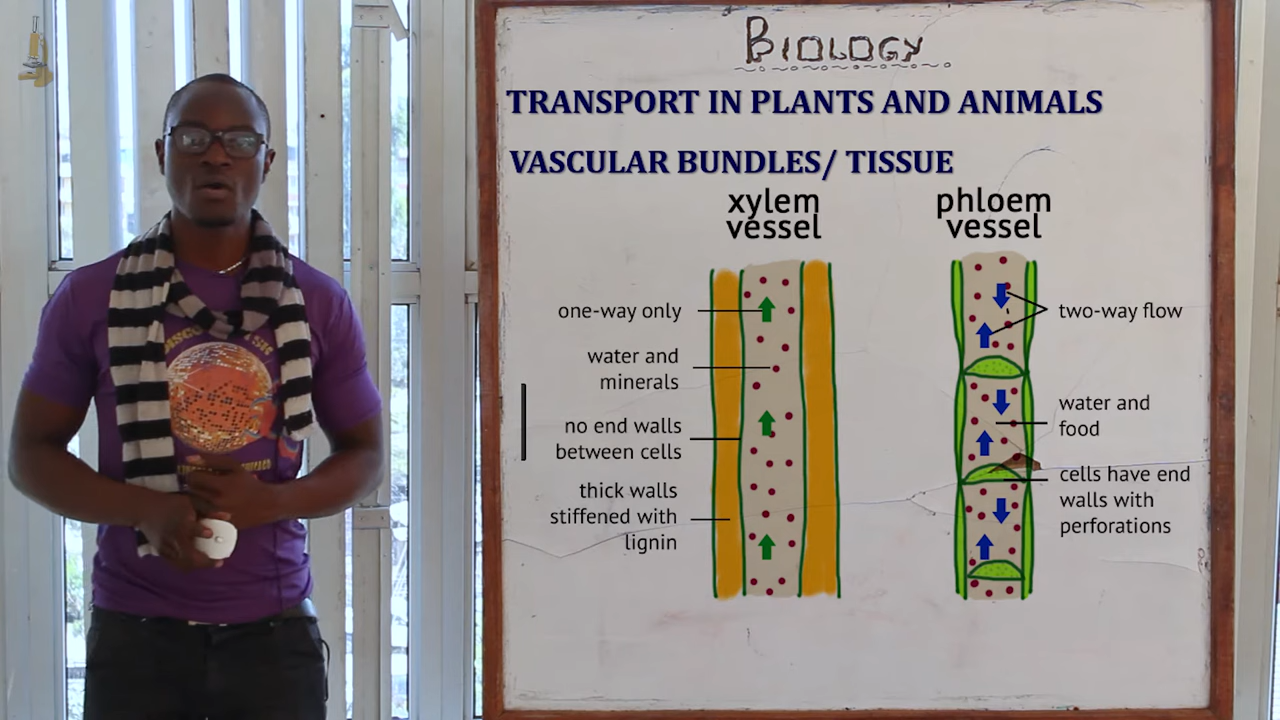 BIOLOGY
TRANSPORT IN PLANTS AND ANIMALS
VASCULAR BUNDLES/ TISSUE
xylem
vessel
one-way only
water and
minerals
no end walls
between cells
thick walls
stiffened with
lignin
phloem
vessel
two-way flow
water and
food
cells have end
walls with
perforations